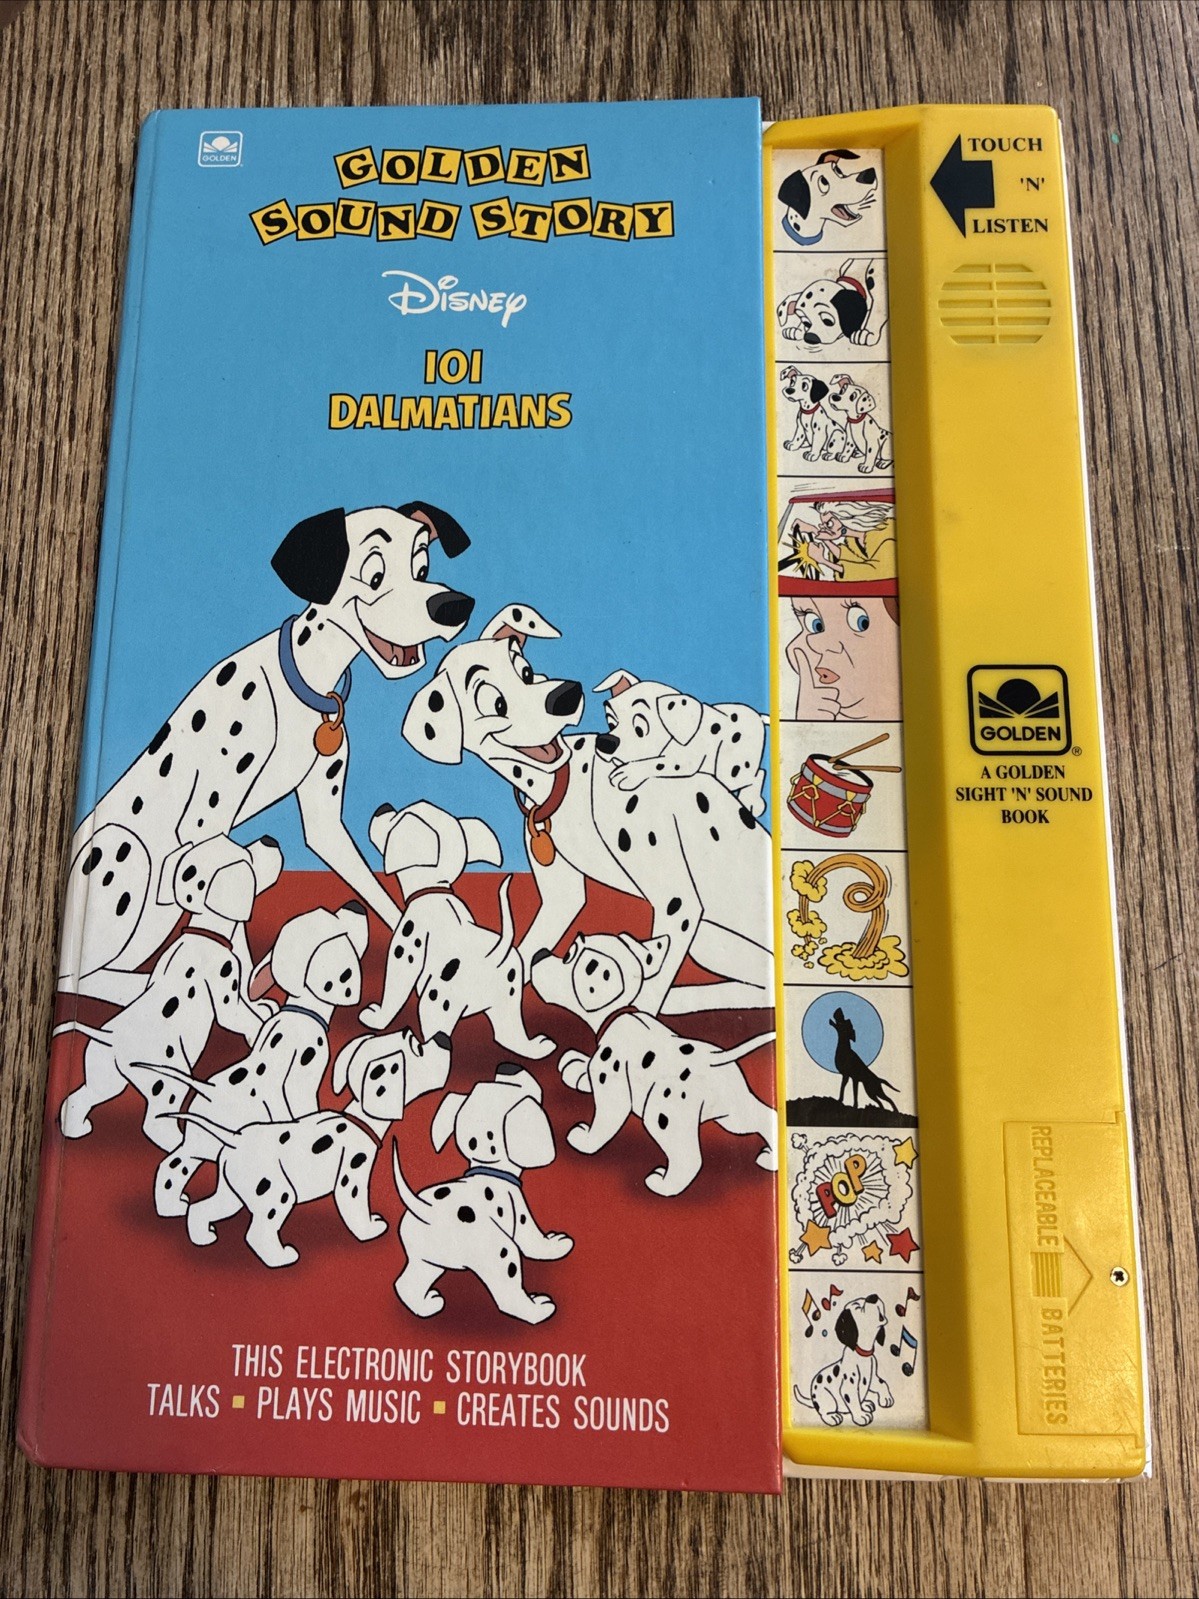 GOLDEN
GOLDEN
SOUND STORY
Disney
101
DALMATIANS
THIS ELECTRONIC STORYBOOK
TALKS ▪ PLAYS MUSIC ▪ CREATES SOUNDS
TOUCH
'N'
LISTEN
GOLDEN®
A GOLDEN
SIGHT 'N' SOUND
BOOK
POP
REPLACEABLE BATTERIES